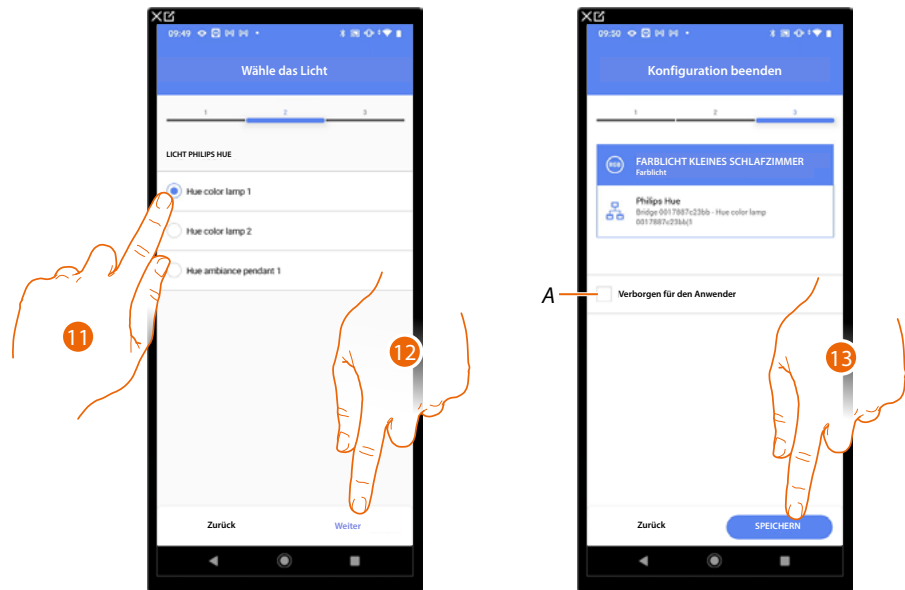 09:49
Wähle das Licht
1 2 3
LICHT PHILIPS HUE
Hue color lamp 1
Hue color lamp 2
Hue ambiance pendant 1
11
12
Zurück
Weiter
09:50
Konfiguration beenden
1 2 3
RGB
FARBLICHT KLEINES SCHLAFZIMMER
Farblicht
Philips Hue
Bridge 0017887c23bb - Hue color lamp
A
Verborgen für den Anwender
13
Zurück
SPEICHERN